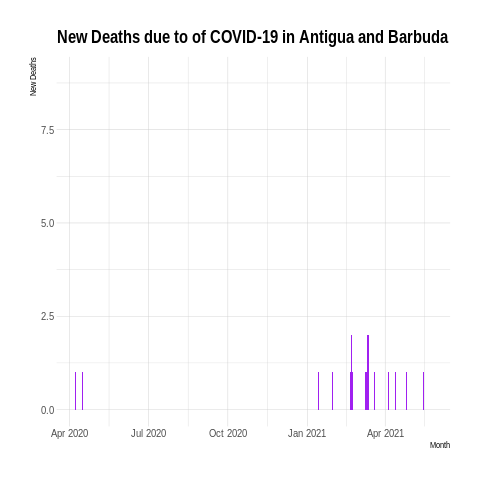 New Deaths due to of COVID-19 in Antigua and Barbuda
New Deaths
7.5
5.0
2.5
0.0
Apr 2020 Jul 2020 Oct 2020 Jan 2021 Apr 2021
Month